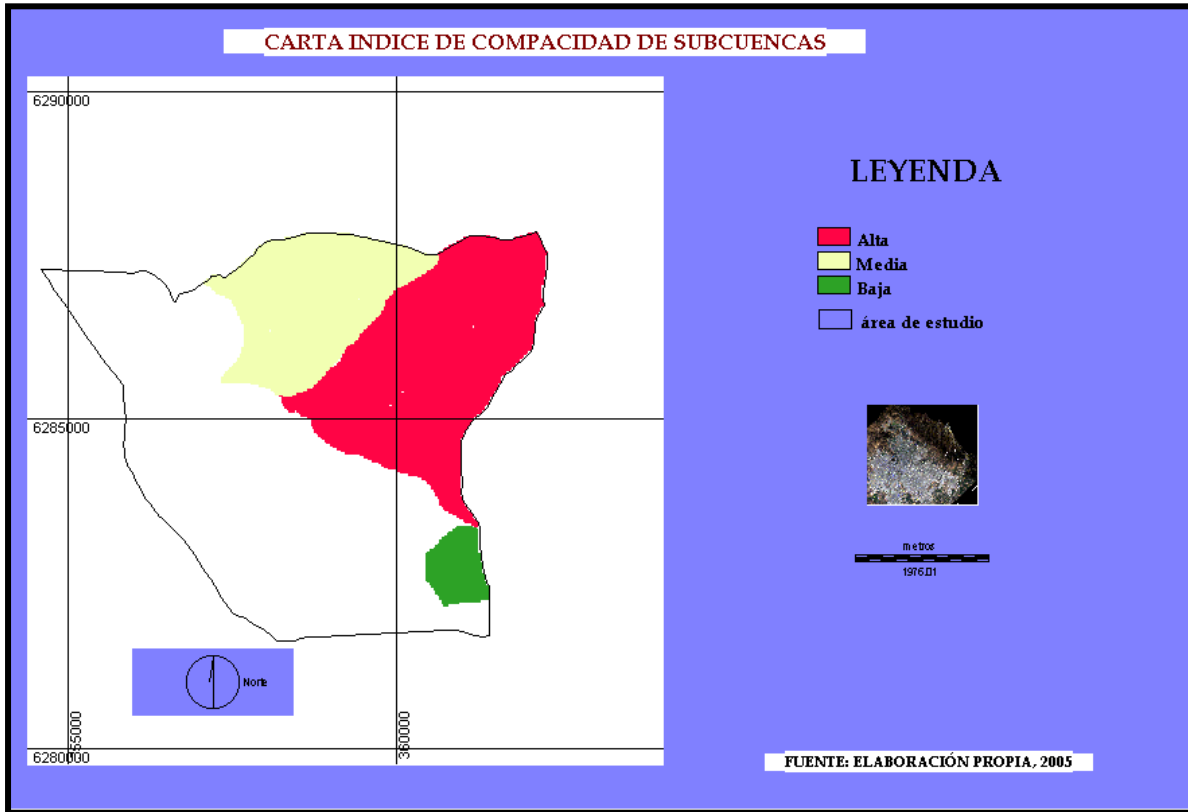 CARTA INDICE DE COMPACIDAD DE SUBCUENCAS
6290000
LEYENDA
Alta
Media
Baja
área de estudio
6285000
metros
1976.01
Norte
6280000
360000
FUENTE: ELABORACIÓN PROPIA, 2005